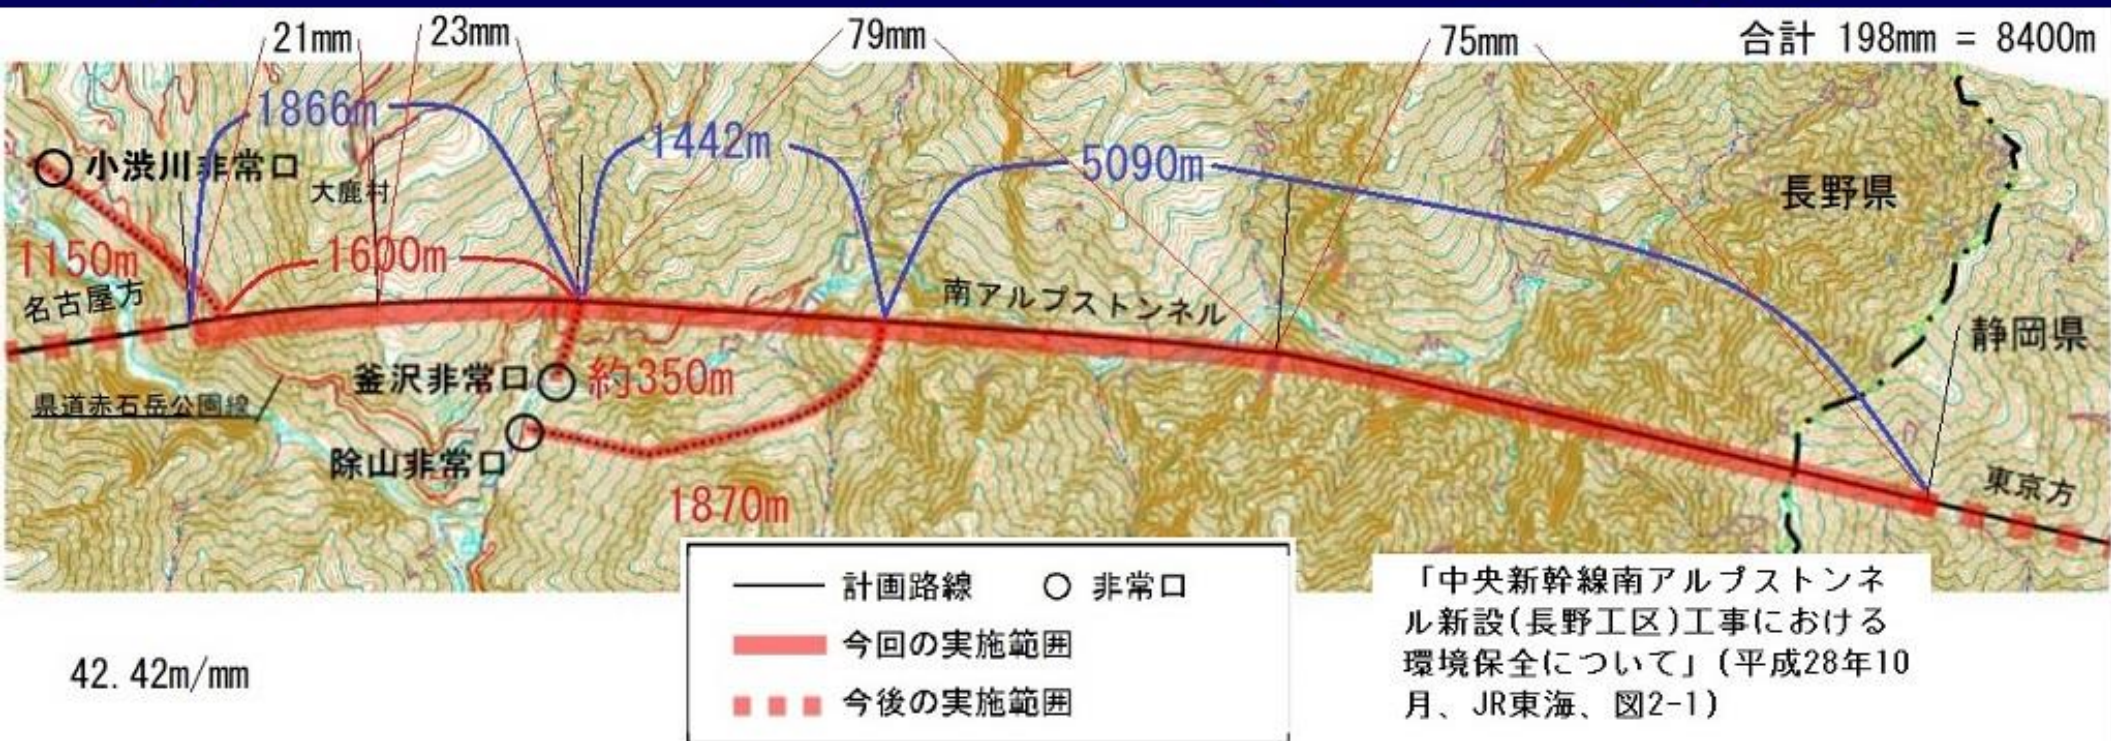 21mm 23mm 79mm 75mm 合計 198mm = 8400m
1866m 1442m 5090m
小渋川非常口
大鹿村
長野県
1150m 1600m
名古屋方
南アルプストンネル
静岡県
釜沢非常口 約350m
県道赤石岳公園線
除山非常口
1870m
東京方
42.42m/mm
計画路線 非常口
今回の実施範囲
今後の実施範囲
「中央新幹線南アルプストンネ
ル新設(長野工区)工事における
環境保全について」(平成28年10
月、JR東海、図2-1)